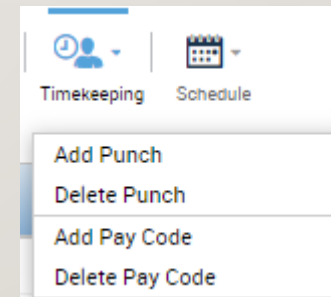 Timekeeping Schedule
Add Punch
Delete Punch
Add Pay Code
Delete Pay Code